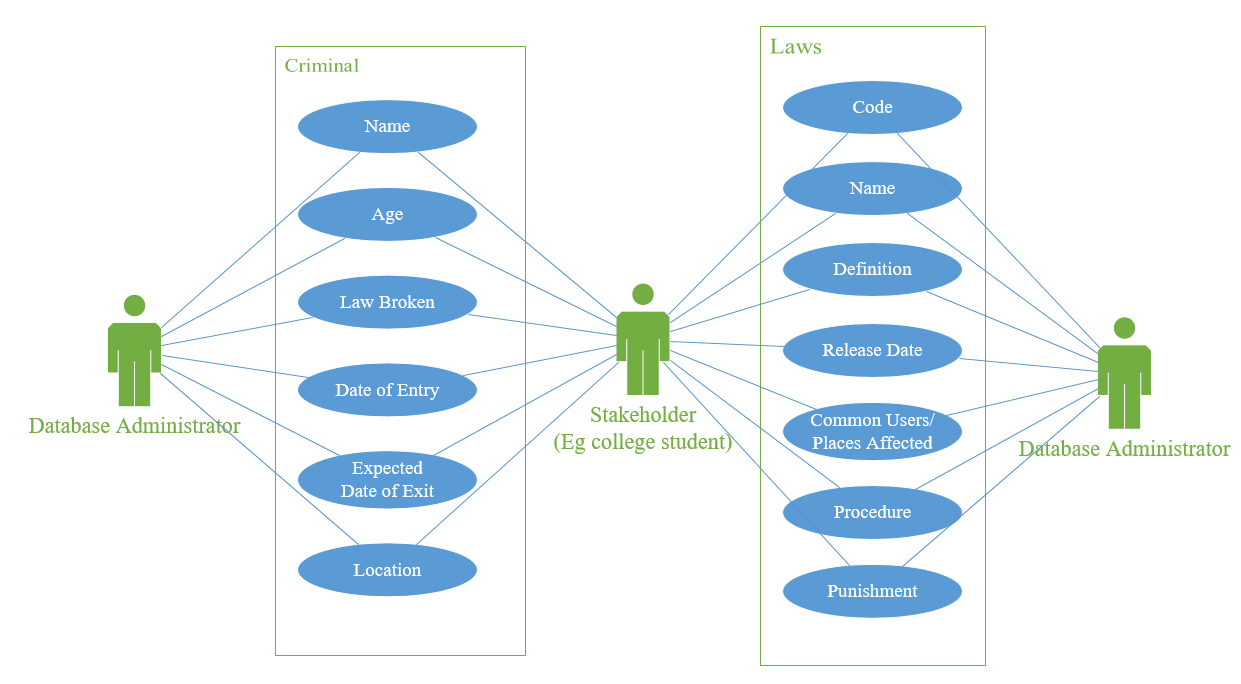 Criminal
Name
Age
Law Broken
Date of Entry
Expected
Date of Exit
Location
Database Administrator
Stakeholder
(Eg college student)
Laws
Code
Name
Definition
Release Date
Common Users/
Places Affected
Procedure
Punishment
Database Administrator